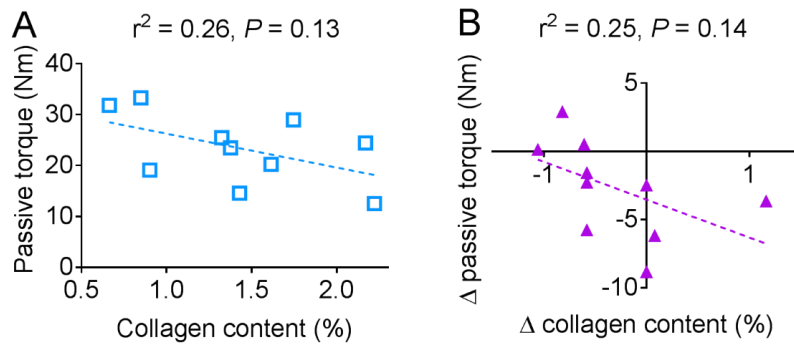 A
r² = 0.26, P = 0.13
Passive torque (Nm)
40
30
20
10
0
0.5 1.0 1.5 2.0
Collagen content (%)
B
r² = 0.25, P = 0.14
Δ passive torque (Nm)
5
-1 1
-5
-10
Δ collagen content (%)